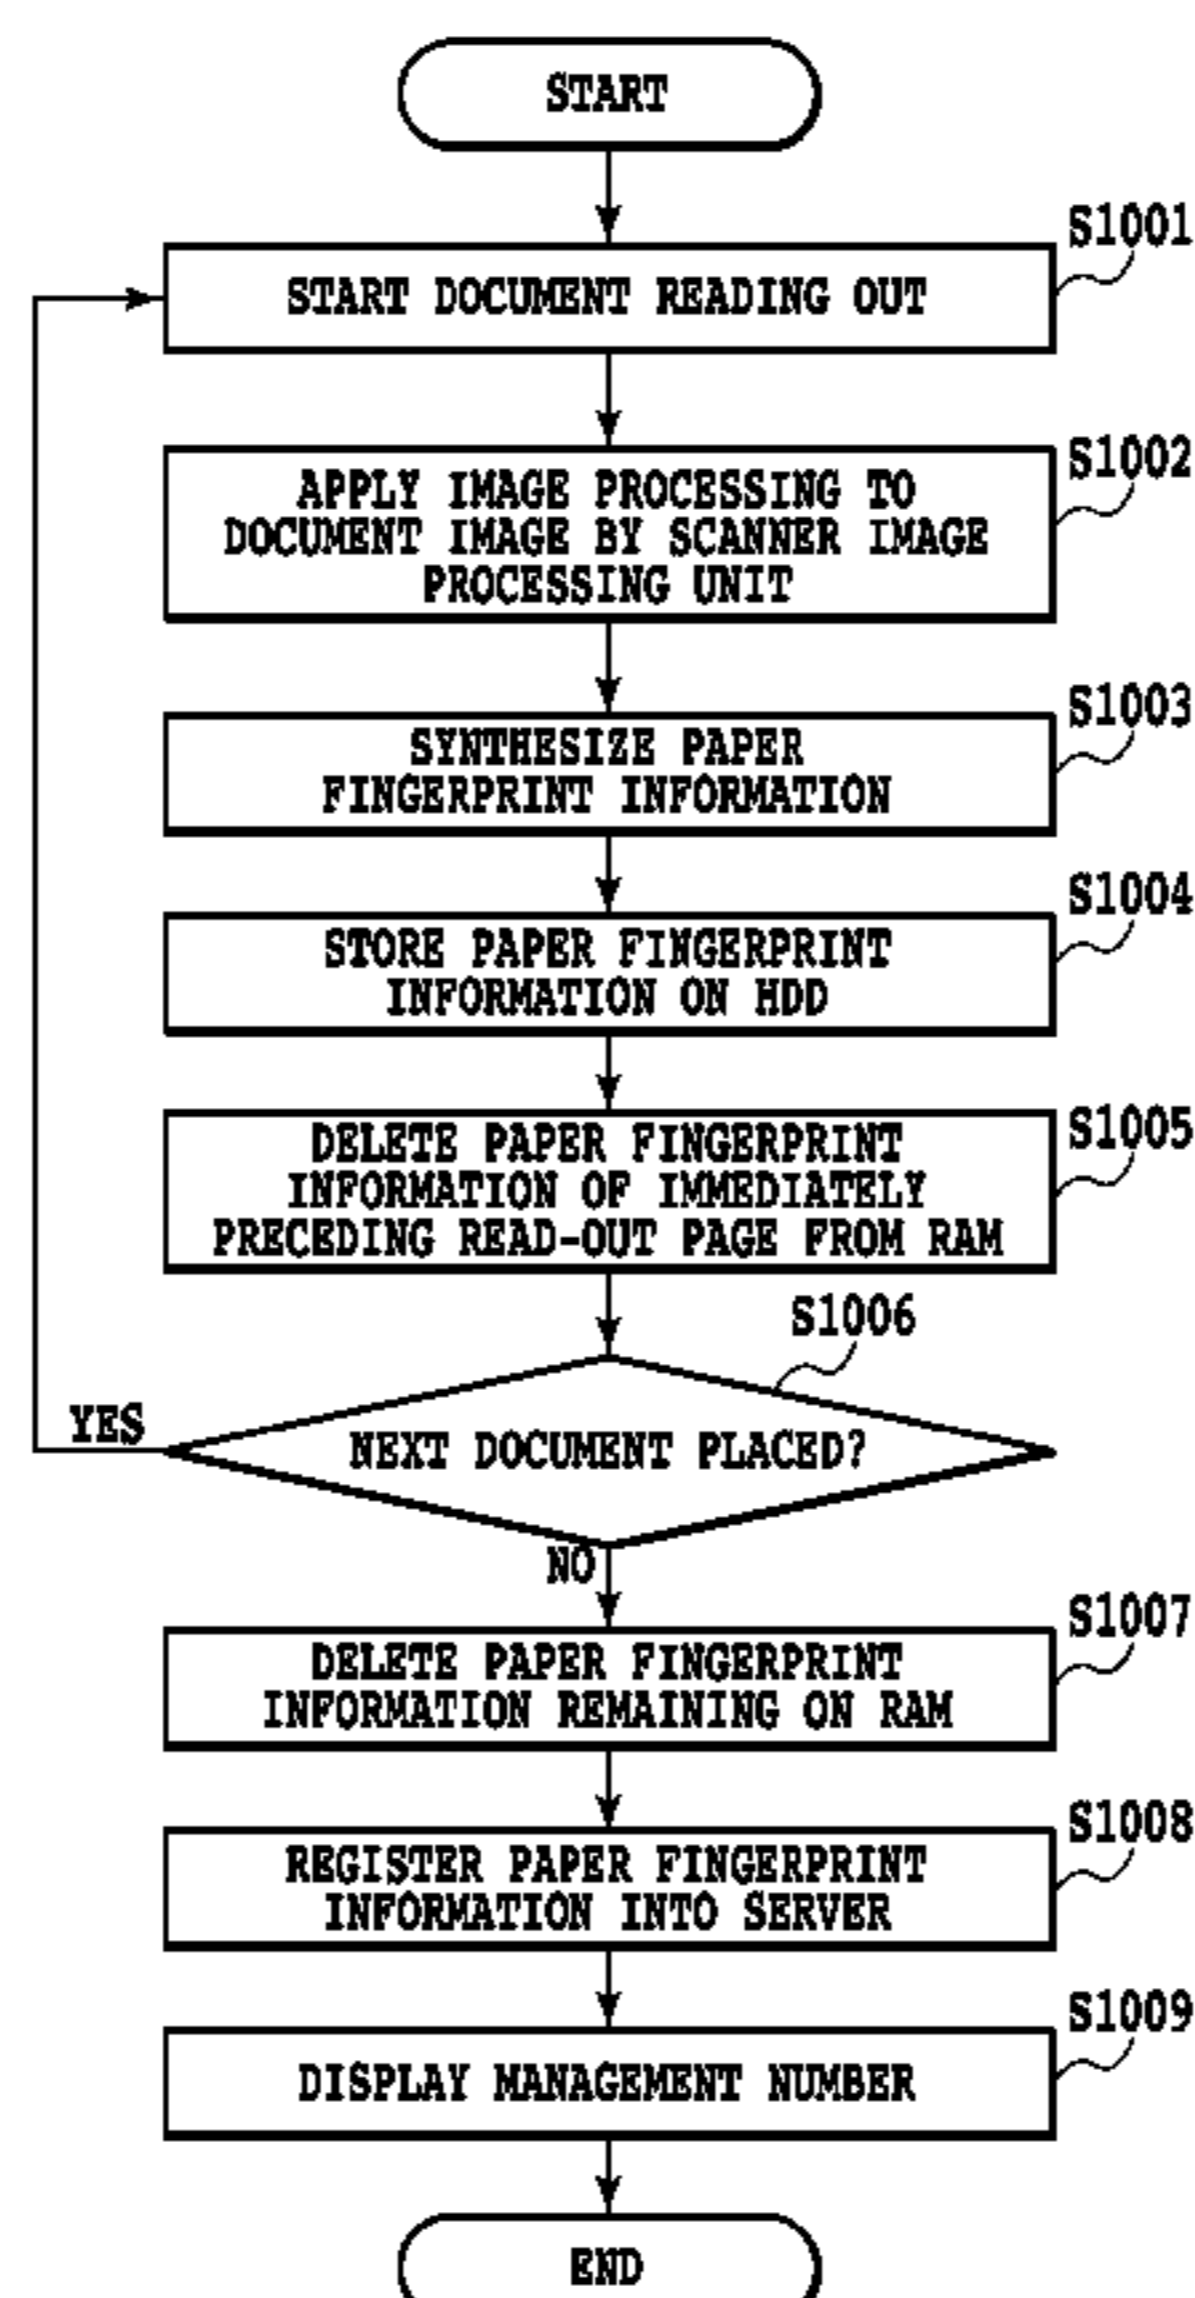 START
S1001
START DOCUMENT READING OUT
S1002
APPLY IMAGE PROCESSING TO
DOCUMENT IMAGE BY SCANNER IMAGE
PROCESSING UNIT
S1003
SYNTHESIZE PAPER
FINGERPRINT INFORMATION
S1004
STORE PAPER FINGERPRINT
INFORMATION ON HDD
S1005
DELETE PAPER FINGERPRINT
INFORMATION OF IMMEDIATELY
PRECEDING READ-OUT PAGE FROM RAM
S1006
YES
NEXT DOCUMENT PLACED?
NO
S1007
DELETE PAPER FINGERPRINT
INFORMATION REMAINING ON RAM
S1008
REGISTER PAPER FINGERPRINT
INFORMATION INTO SERVER
S1009
DISPLAY MANAGEMENT NUMBER
END